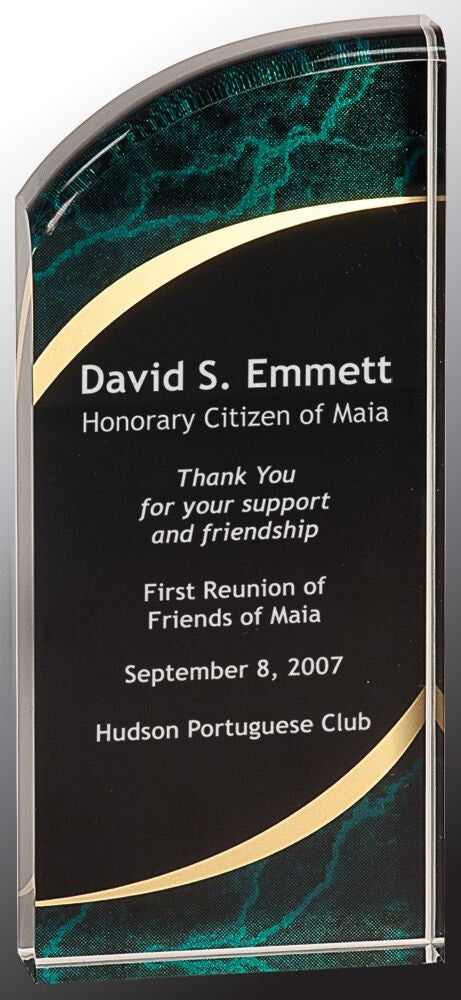 David S. Emmett
Honorary Citizen of Maia
Thank You
for your support
and friendship
First Reunion of
Friends of Maia
September 8, 2007
Hudson Portuguese Club